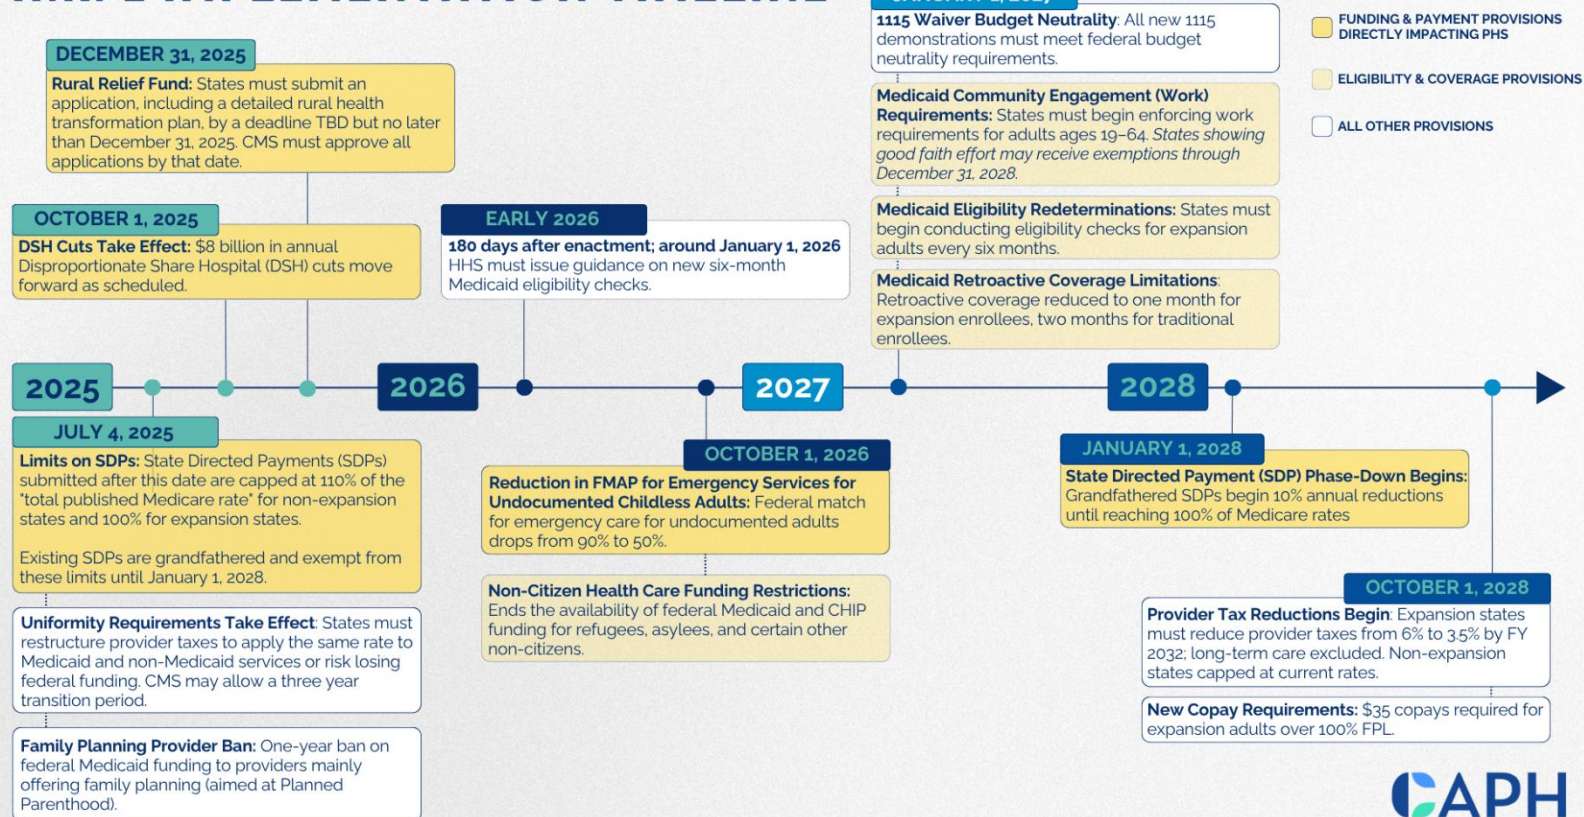 DECEMBER 31, 2025
Rural Relief Fund: States must submit an
application, including a detailed rural health
transformation plan, by a deadline TBD but no later
than December 31, 2025. CMS must approve all
applications by that date.
OCTOBER 1, 2025
DSH Cuts Take Effect: $8 billion in annual
Disproportionate Share Hospital (DSH) cuts move
forward as scheduled.
EARLY 2026
180 days after enactment; around January 1, 2026
HHS must issue guidance on new six-month
Medicaid eligibility checks.
1115 Waiver Budget Neutrality: All new 1115
demonstrations must meet federal budget
neutrality requirements.
Medicaid Community Engagement (Work)
Requirements: States must begin enforcing work
requirements for adults ages 19–64. States showing
good faith effort may receive exemptions through
December 31, 2028.
Medicaid Eligibility Redeterminations: States must
begin conducting eligibility checks for expansion
adults every six months.
Medicaid Retroactive Coverage Limitations:
Retroactive coverage reduced to one month for
expansion enrollees, two months for traditional
enrollees.
FUNDING & PAYMENT PROVISIONS
DIRECTLY IMPACTING PHS
ELIGIBILITY & COVERAGE PROVISIONS
ALL OTHER PROVISIONS
2025
2026
2027
2028
JULY 4, 2025
Limits on SDPs: State Directed Payments (SDPs)
submitted after this date are capped at 110% of the
"total published Medicare rate" for non-expansion
states and 100% for expansion states.
Existing SDPs are grandfathered and exempt from
these limits until January 1, 2028.
Uniformity Requirements Take Effect: States must
restructure provider taxes to apply the same rate to
Medicaid and non-Medicaid services or risk losing
federal funding. CMS may allow a three year
transition period.
Family Planning Provider Ban: One-year ban on
federal Medicaid funding to providers mainly
offering family planning (aimed at Planned
Parenthood).
OCTOBER 1, 2026
Reduction in FMAP for Emergency Services for
Undocumented Childless Adults: Federal match
for emergency care for undocumented adults
drops from 90% to 50%.
Non-Citizen Health Care Funding Restrictions:
Ends the availability of federal Medicaid and CHIP
funding for refugees, asylees, and certain other
non-citizens.
JANUARY 1, 2028
State Directed Payment (SDP) Phase-Down Begins:
Grandfathered SDPs begin 10% annual reductions
until reaching 100% of Medicare rates
OCTOBER 1, 2028
Provider Tax Reductions Begin: Expansion states
must reduce provider taxes from 6% to 3.5% by FY
2032; long-term care excluded. Non-expansion
states capped at current rates.
New Copay Requirements: $35 copays required for
expansion adults over 100% FPL.
CAPH